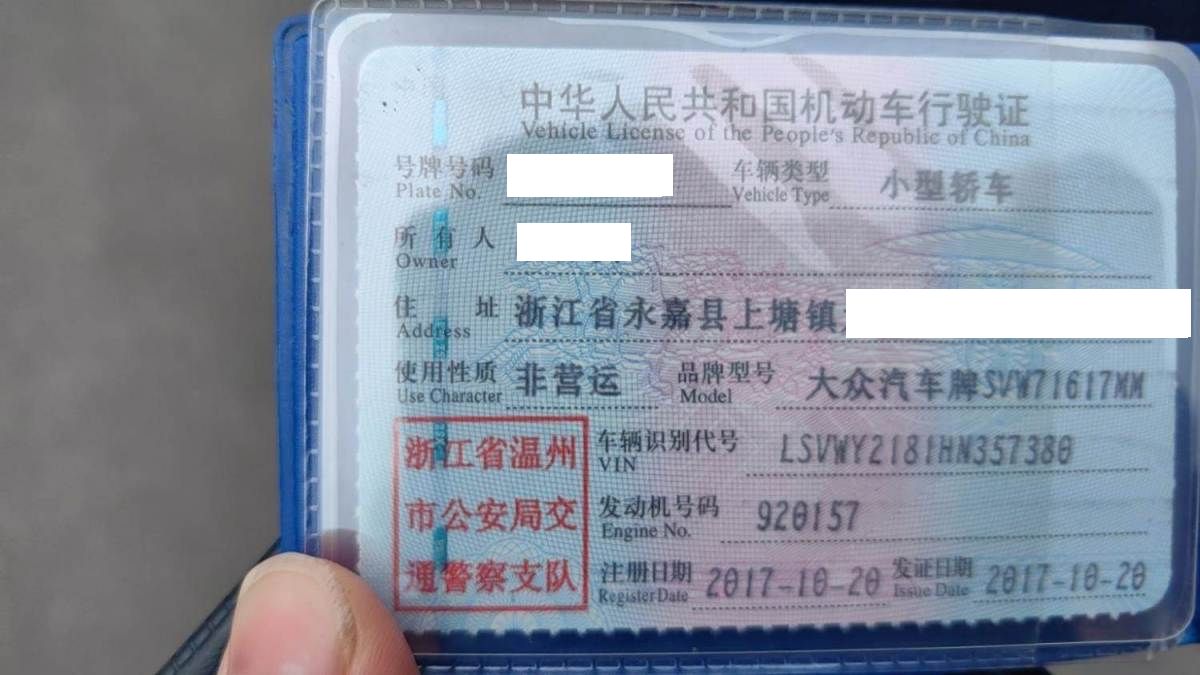 中华人民共和国机动车行驶证
Vehicle License of the People's Republic of China
号牌号码 车辆类型 小型轿车
Plate No. Vehicle Type
所有人
Owner
住址 浙江省永嘉县上塘镇
Address
使用性质 非营运 品牌型号 大众汽车牌SVW71617MM
Use Character Model
浙江省温州
市公安局交
通警察支队
车辆识别代号 LSVWY2181HN357380
VIN
发动机号码 920157
Engine No.
注册日期 2017-10-20 发证日期 2017-10-20
Register Date Issue Date